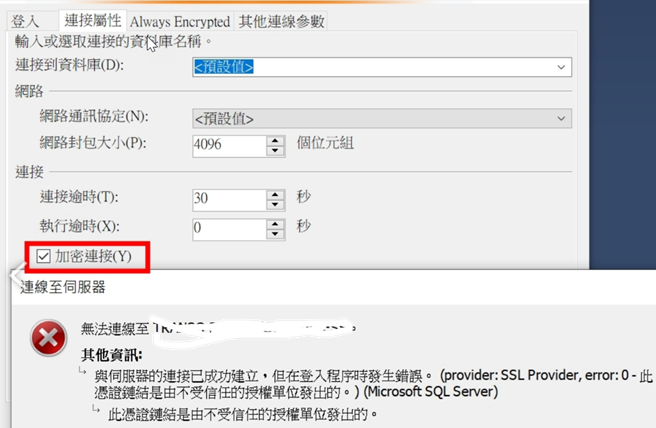 登入 連接屬性 Always Encrypted 其他連線參數
輸入或選取連接的資料庫名稱。
連接到資料庫(D): <預設值>
網路
網路通訊協定(N): <預設值>
網路封包大小(P): 4096 個位元組
連接
連接逾時(T): 30 秒
執行逾時(X): 0 秒
加密連接(Y)
連線至伺服器
無法連線至 。
其他資訊:
與伺服器的連接已成功建立，但在登入程序時發生錯誤。 (provider: SSL Provider, error: 0 - 此
憑證鏈結是由不受信任的授權單位發出的。) (Microsoft SQL Server)
此憑證鏈結是由不受信任的授權單位發出的。